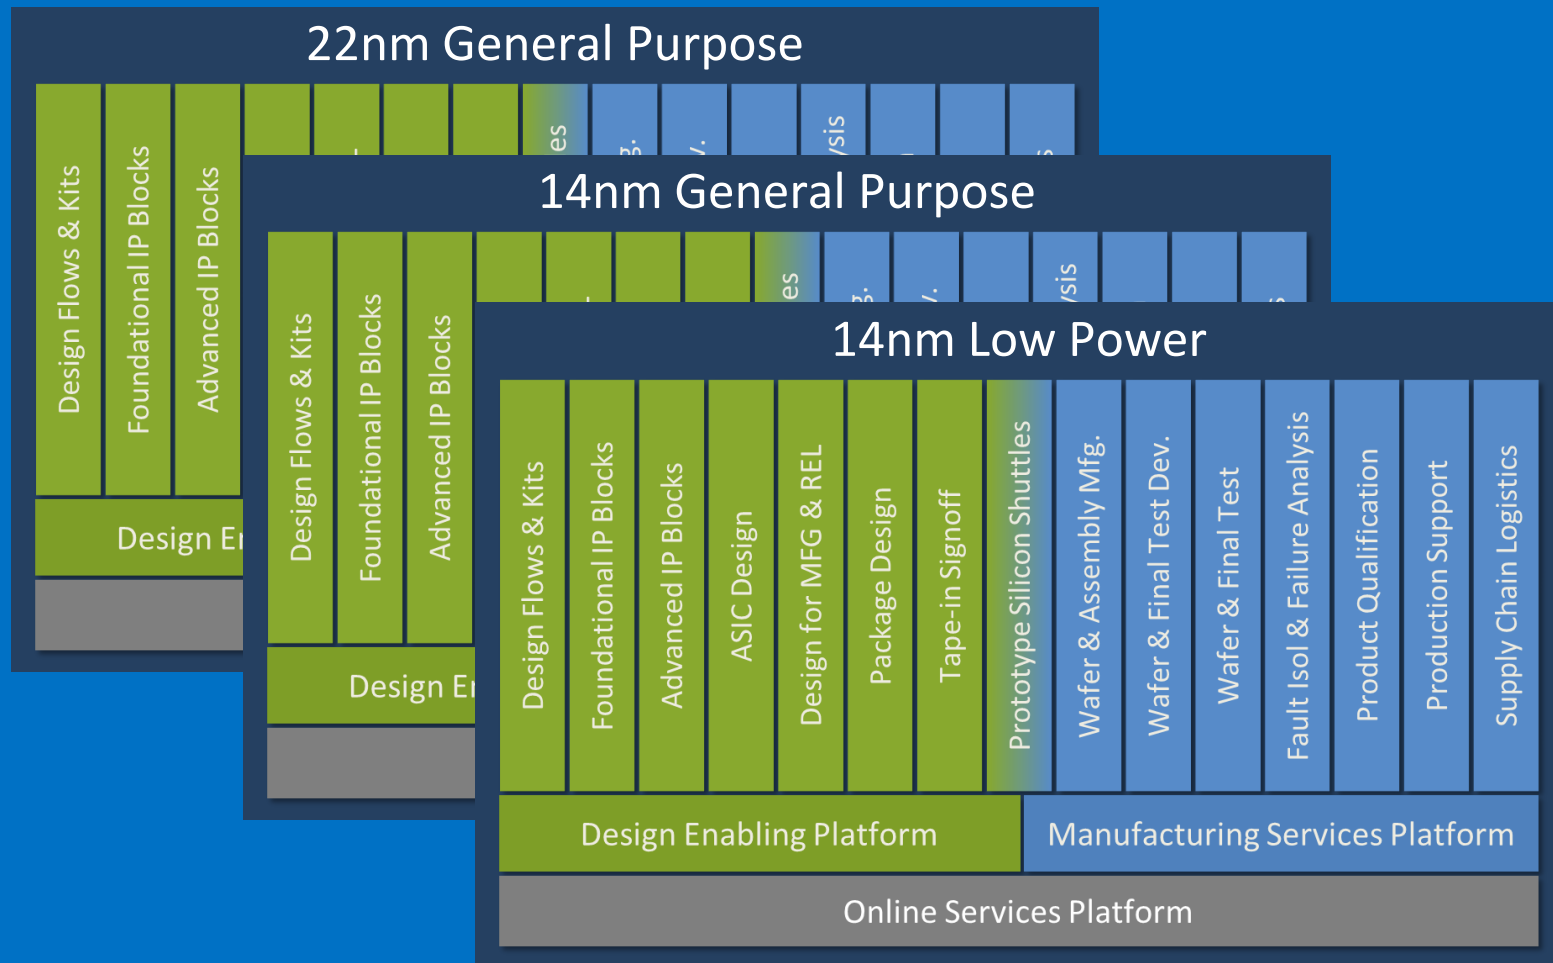 22nm General Purpose
Design Flows & Kits
Foundational IP Blocks
Advanced IP Blocks
14nm General Purpose
Design Flows & Kits
Foundational IP Blocks
Advanced IP Blocks
14nm Low Power
Design Flows & Kits
Foundational IP Blocks
Advanced IP Blocks
ASIC Design
Design for MFG & REL
Package Design
Tape-in Signoff
Prototype Silicon Shuttles
Wafer & Assembly Mfg.
Wafer & Final Test Dev.
Wafer & Final Test
Fault Isol & Failure Analysis
Product Qualification
Production Support
Supply Chain Logistics
Design
Design
Design Enabling Platform
Manufacturing Services Platform
Online Services Platform